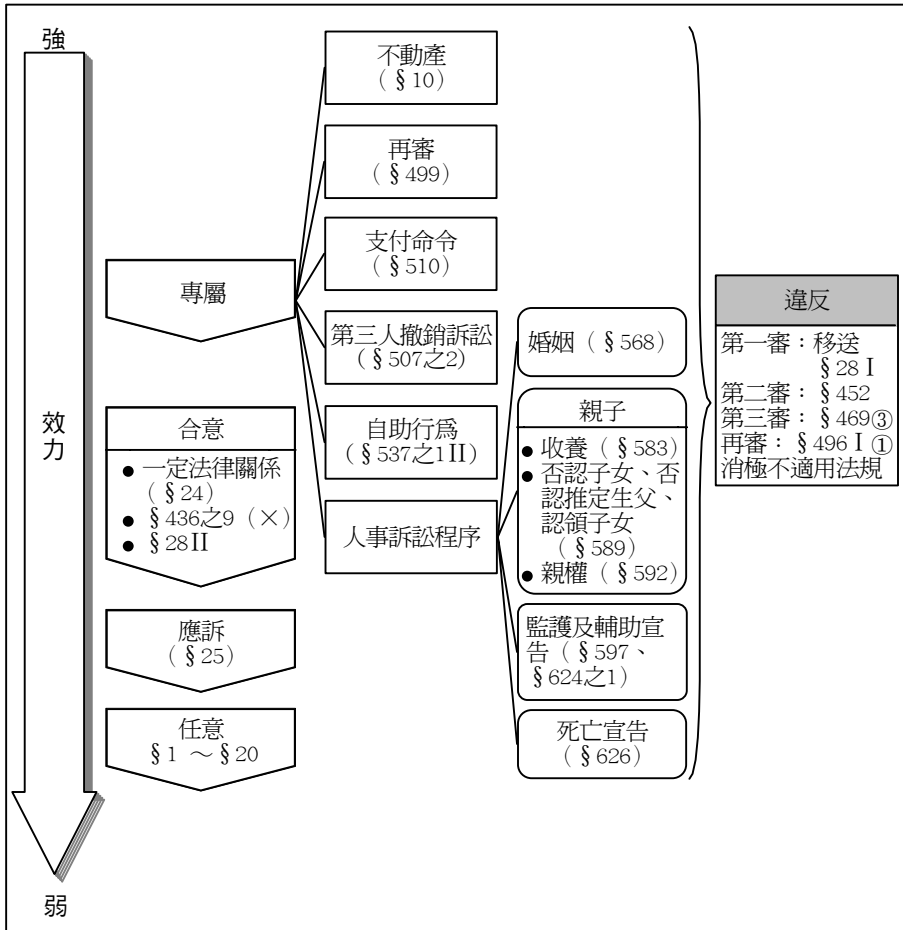 強
效
力
弱
專屬
合意
● 一定法律關係
(§24)
● §436之9(×)
● §28Ⅱ
應訴
(§25)
任意
§1 ～§20
不動產
(§10)
再審
(§499)
支付命令
(§510)
第三人撤銷訴訟
(§507之2)
自助行為
(§537之1Ⅱ)
人事訴訟程序
婚姻(§568)
親子
● 收養(§583)
● 否認子女、否
認推定生父、
認領子女
(§589)
● 親權(§592)
監護及輔助宣
告(§597、
§624之1)
死亡宣告
(§626)
違反
第一審：移送
§28Ⅰ
第二審：§452
第三審：§469③
再審：§496Ⅰ①
消極不適用法規